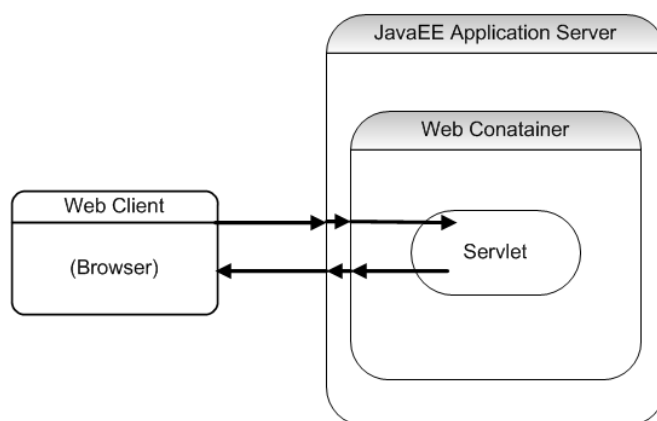 JavaEE Application Server
Web Conatainer
Web Client
(Browser)
Servlet